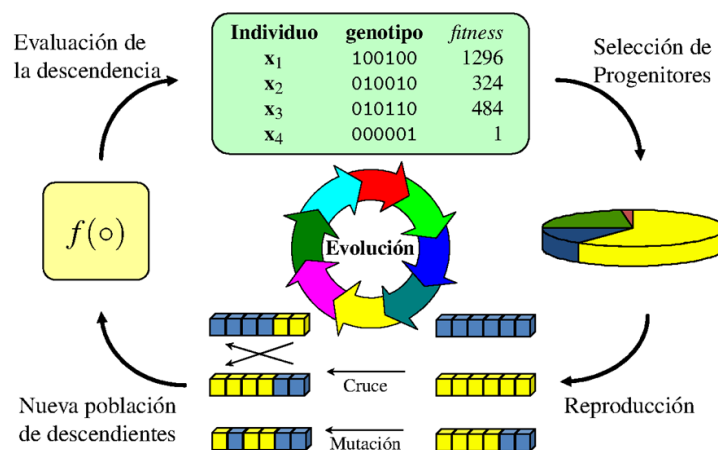 Evaluación de
la descendencia
Individuo genotipo fitness
x1 100100 1296
x2 010010 324
x3 010110 484
x4 000001 1
Selección de
Progenitores
f(○)
Evolución
Cruce
Mutación
Nueva población
de descendientes
Reproducción